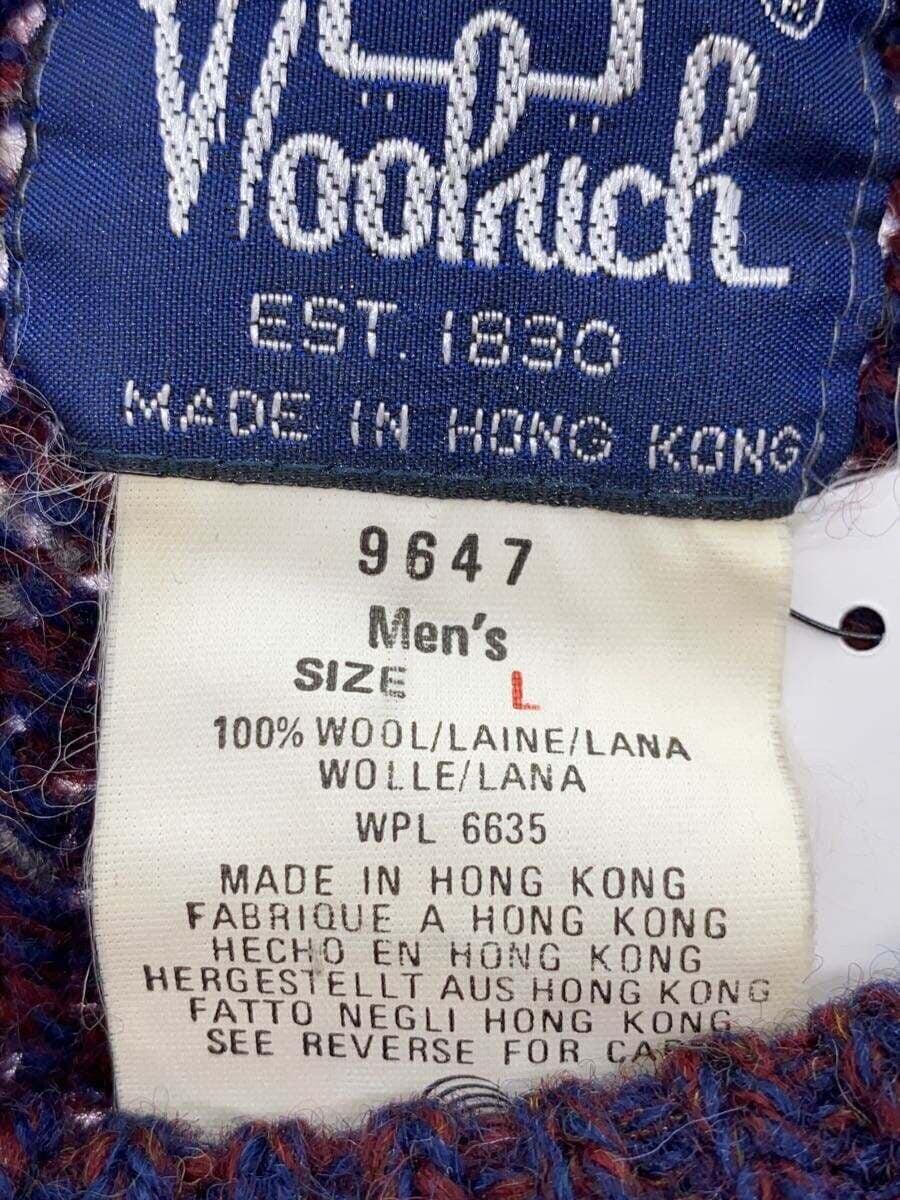 ®
Woolrich
EST. 1830
MADE IN HONG KONG
9647
Men's
SIZE L
100% WOOL/LAINE/LANA
WOLLE/LANA
WPL 6635
MADE IN HONG KONG
FABRIQUE A HONG KONG
HECHO EN HONG KONG
HERGESTELLT AUS HONG KONG
FATTO NEGLI HONG KONG
SEE REVERSE FOR